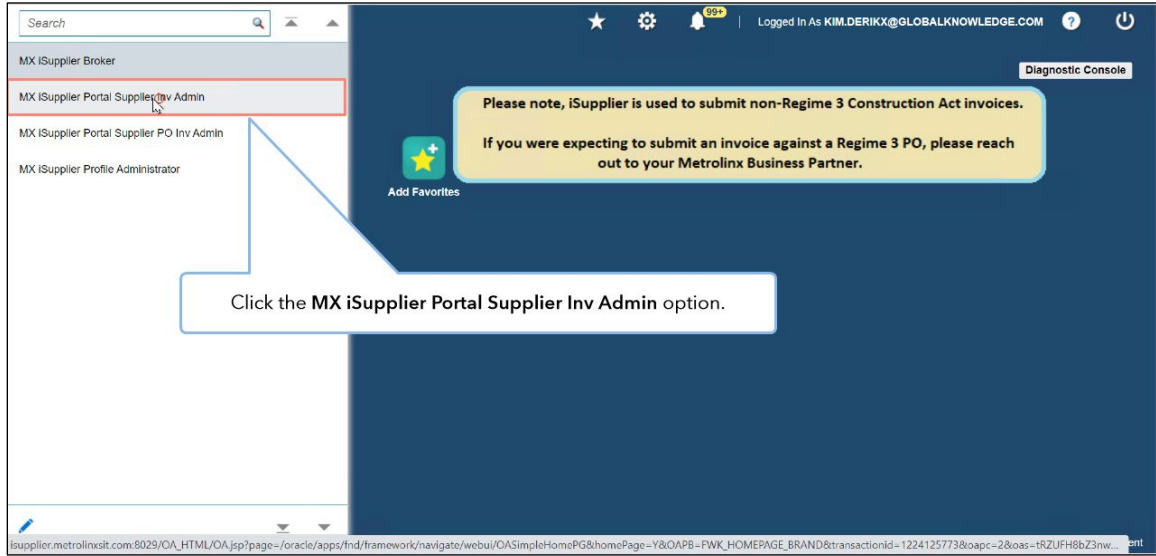 Search
99+
Logged In As KIM.DERIKX@GLOBALKNOWLEDGE.COM
?
MX iSupplier Broker
Diagnostic Console
MX iSupplier Portal Supplier Inv Admin
Please note, iSupplier is used to submit non-Regime 3 Construction Act invoices.
MX iSupplier Portal Supplier PO Inv Admin
If you were expecting to submit an invoice against a Regime 3 PO, please reach
out to your Metrolinx Business Partner.
MX iSupplier Profile Administrator
Add Favorites
Click the MX iSupplier Portal Supplier Inv Admin option.
isupplier.metrolinxsit.com:8029/OA_HTML/OA.jsp?page=/oracle/apps/fnd/framework/navigate/webui/OASimpleHomePG&homePage=Y&OAPB=FWK_HOMEPAGE_BRAND&transactionid=1224125773&oapc=2&oas=tRZUFH8bZ3nw... ent